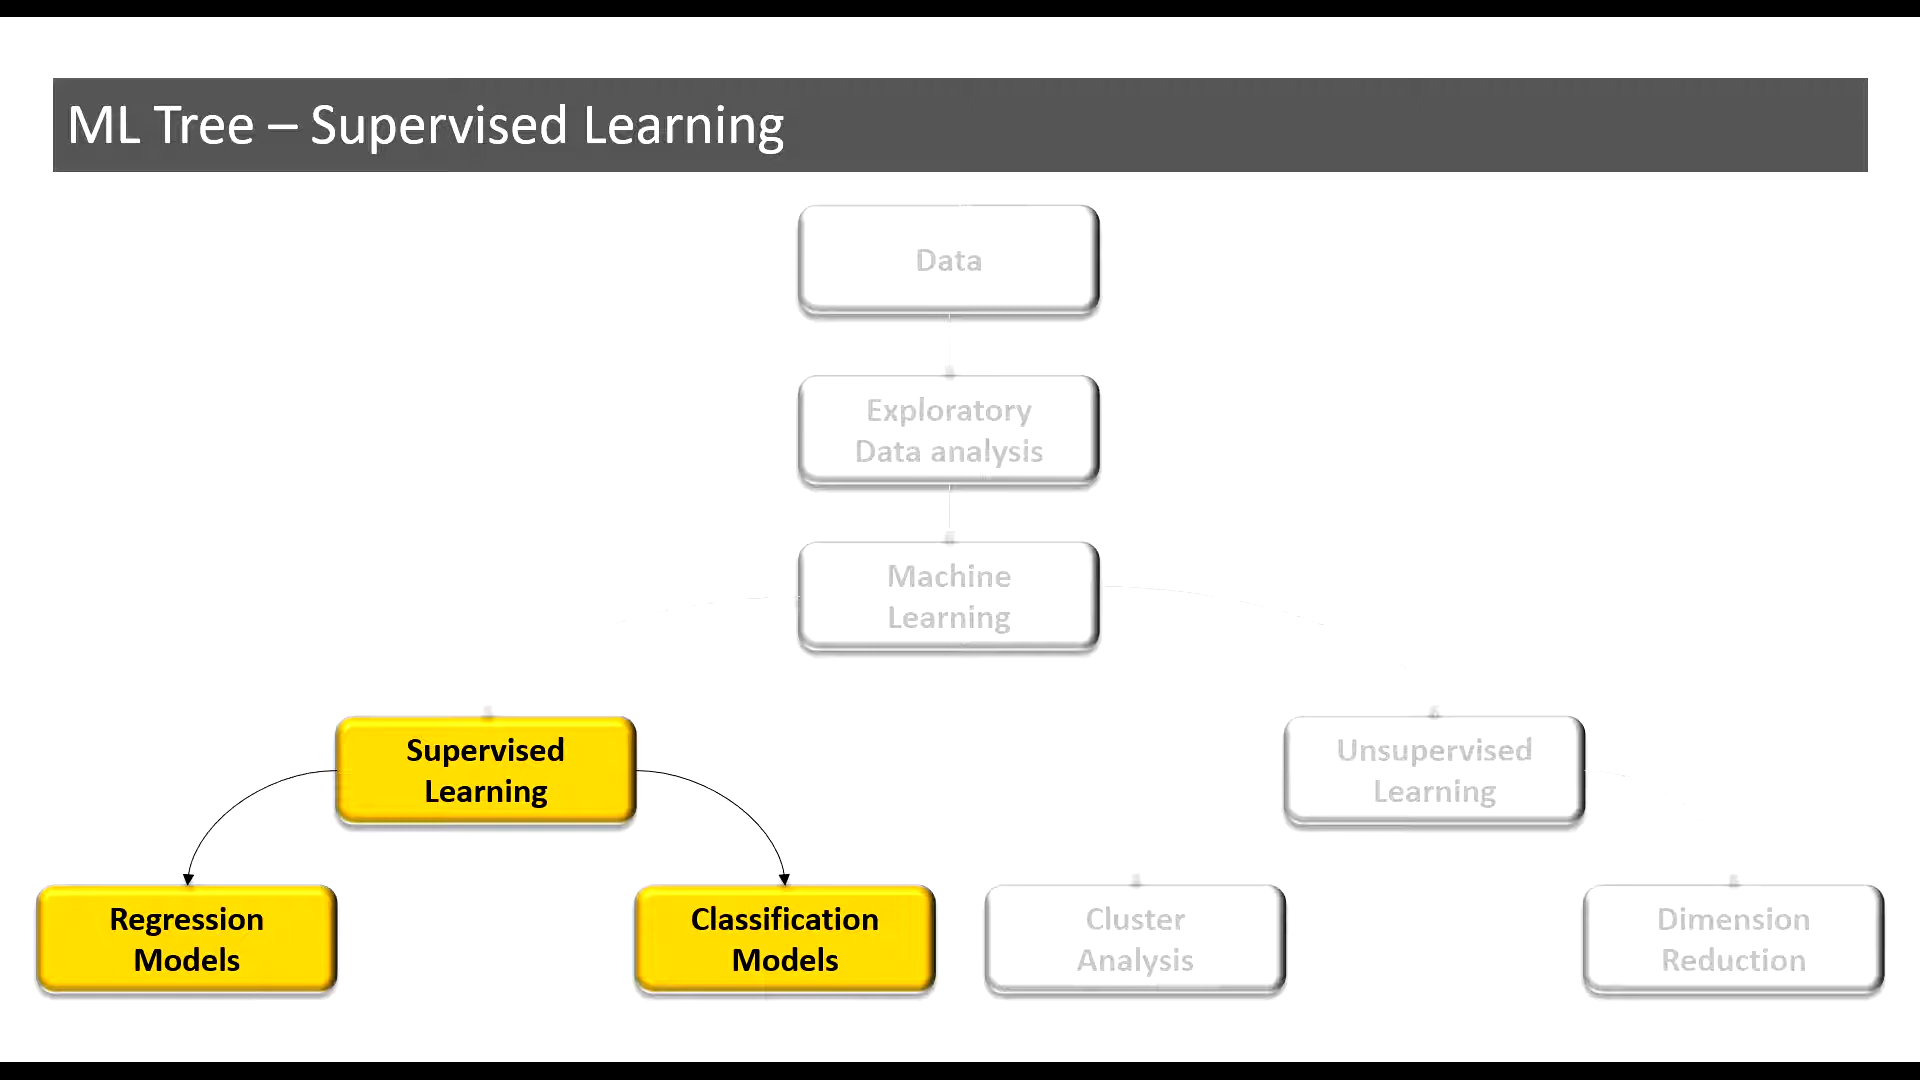 ML Tree – Supervised Learning
Data
Exploratory
Data analysis
Machine
Learning
Supervised
Learning
Unsupervised
Learning
Regression
Models
Classification
Models
Cluster
Analysis
Dimension
Reduction